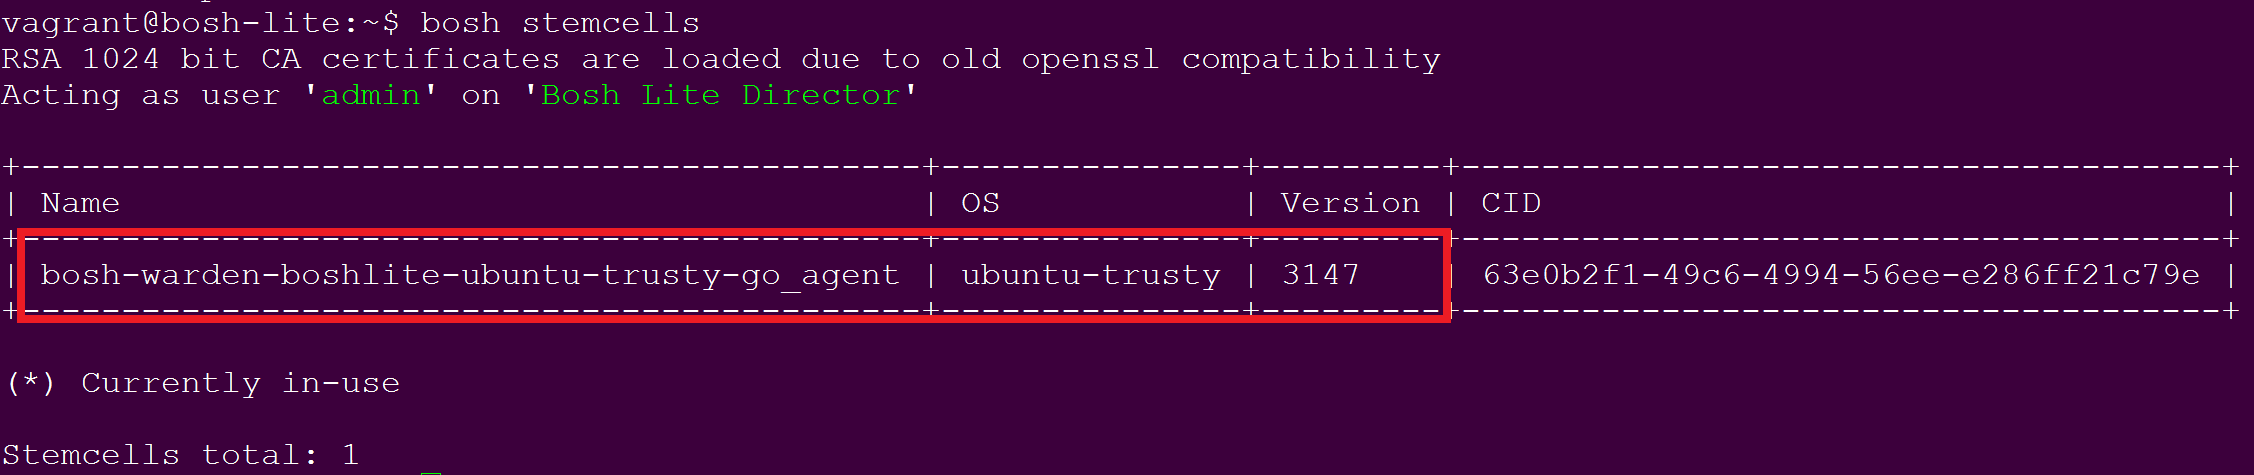 vagrant@bosh-lite:~$ bosh stemcells
RSA 1024 bit CA certificates are loaded due to old openssl compatibility
Acting as user 'admin' on 'Bosh Lite Director'
+---------------------------------------------+---------------+---------+--------------------------------------+
| Name                                        | OS            | Version | CID                                  |
+---------------------------------------------+---------------+---------+--------------------------------------+
| bosh-warden-boshlite-ubuntu-trusty-go_agent | ubuntu-trusty | 3147    | 63e0b2f1-49c6-4994-56ee-e286ff21c79e |
+---------------------------------------------+---------------+---------+--------------------------------------+
(*) Currently in-use
Stemcells total: 1